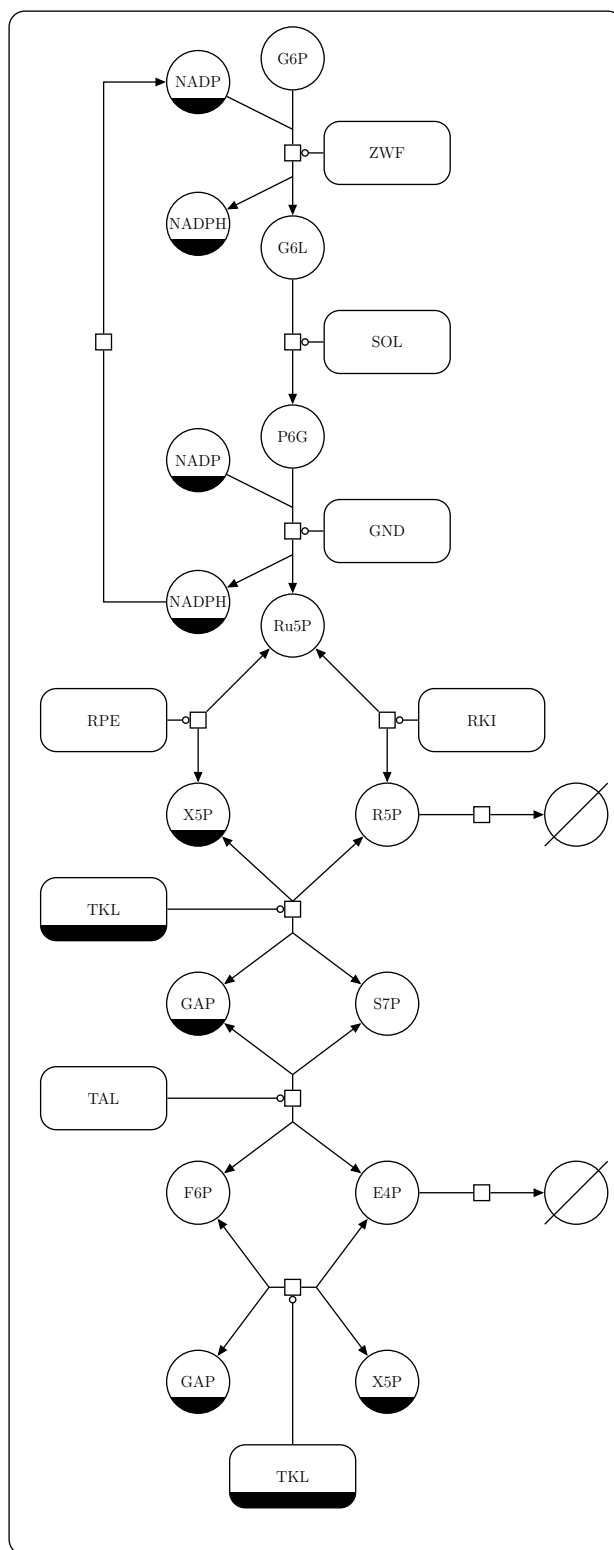 G6P
NADP
ZWF
NADPH
G6L
SOL
P6G
NADP
GND
NADPH
Ru5P
RPE
RKI
X5P
R5P
TKL
GAP
S7P
TAL
F6P
E4P
GAP
X5P
TKL